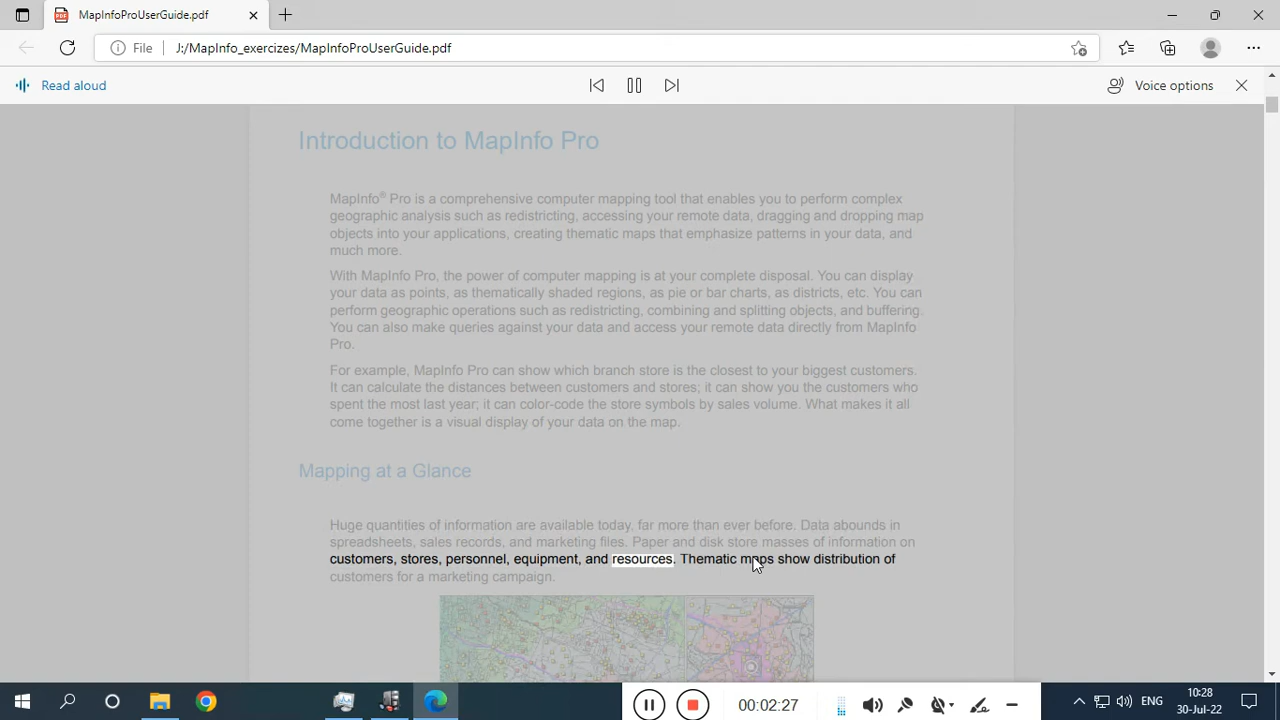 MapInfoProUserGuide.pdf
File J:/MapInfo_exercizes/MapInfoProUserGuide.pdf
Read aloud
Voice options
Introduction to MapInfo Pro
MapInfo® Pro is a comprehensive computer mapping tool that enables you to perform complex
geographic analysis such as redistricting, accessing your remote data, dragging and dropping map
objects into your applications, creating thematic maps that emphasize patterns in your data, and
much more.
With MapInfo Pro, the power of computer mapping is at your complete disposal. You can display
your data as points, as thematically shaded regions, as pie or bar charts, as districts, etc. You can
perform geographic operations such as redistricting, combining and splitting objects, and buffering.
You can also make queries against your data and access your remote data directly from MapInfo
Pro.
For example, MapInfo Pro can show which branch store is the closest to your biggest customers.
It can calculate the distances between customers and stores; it can show you the customers who
spent the most last year; it can color-code the store symbols by sales volume. What makes it all
come together is a visual display of your data on the map.
Mapping at a Glance
Huge quantities of information are available today, far more than ever before. Data abounds in
spreadsheets, sales records, and marketing files. Paper and disk store masses of information on
customers, stores, personnel, equipment, and resources. Thematic maps show distribution of
customers for a marketing campaign.
00:02:27
ENG
10:28
30-Jul-22